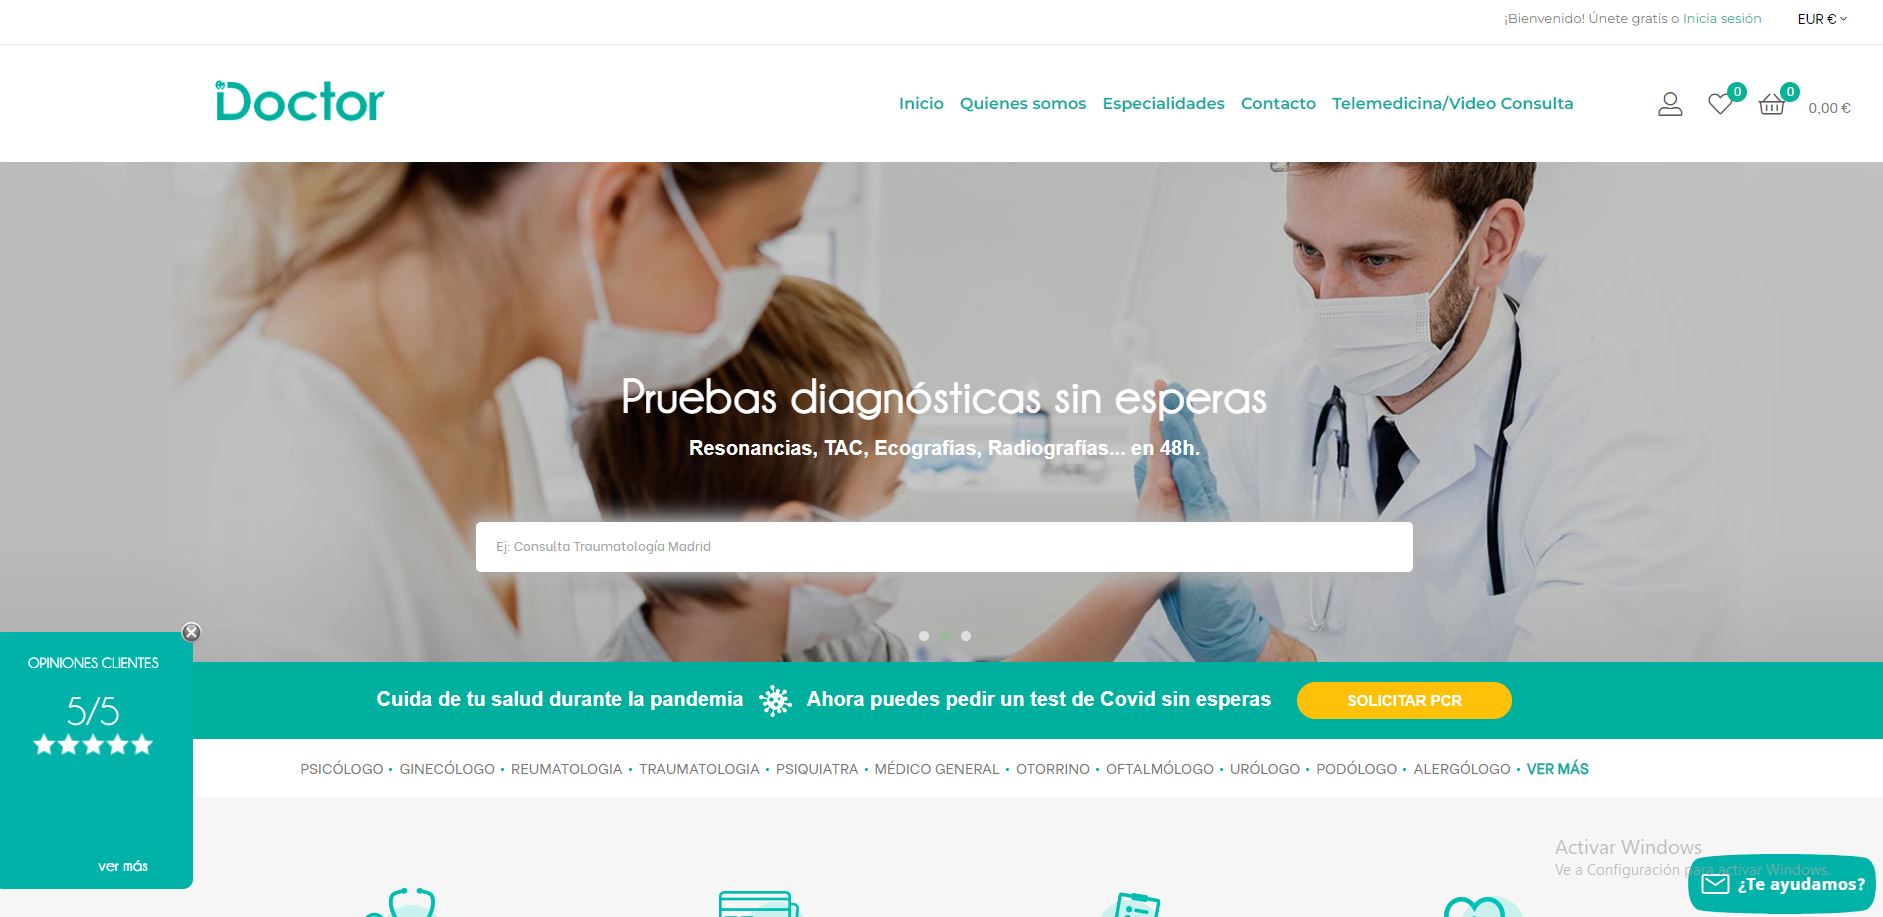 ¡Bienvenido! Únete gratis o Inicia sesión
EUR €
iDoctor
Inicio Quienes somos Especialidades Contacto Telemedicina/Video Consulta
0
0
0,00 €
Pruebas diagnósticas sin esperas
Resonancias, TAC, Ecografías, Radiografías... en 48h.
Ej: Consulta Traumatología Madrid
OPINIONES CLIENTES
5/5
ver más
Cuida de tu salud durante la pandemia Ahora puedes pedir un test de Covid sin esperas SOLICITAR PCR
PSICÓLOGO • GINECÓLOGO • REUMATOLOGIA • TRAUMATOLOGIA • PSIQUIATRA • MÉDICO GENERAL • OTORRINO • OFTALMÓLOGO • URÓLOGO • PODÓLOGO • ALERGÓLOGO • VER MÁS
Activar Windows
Ve a Configuración para activar Windows.
¿Te ayudamos?